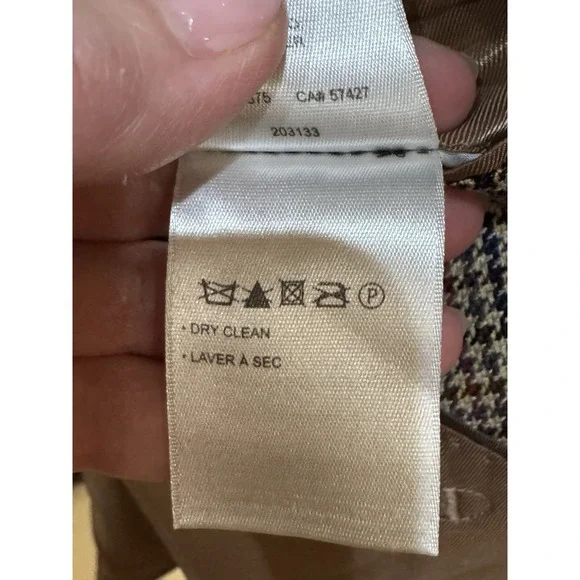 CA# 57427
203133
P
• DRY CLEAN
• LAVER À SEC